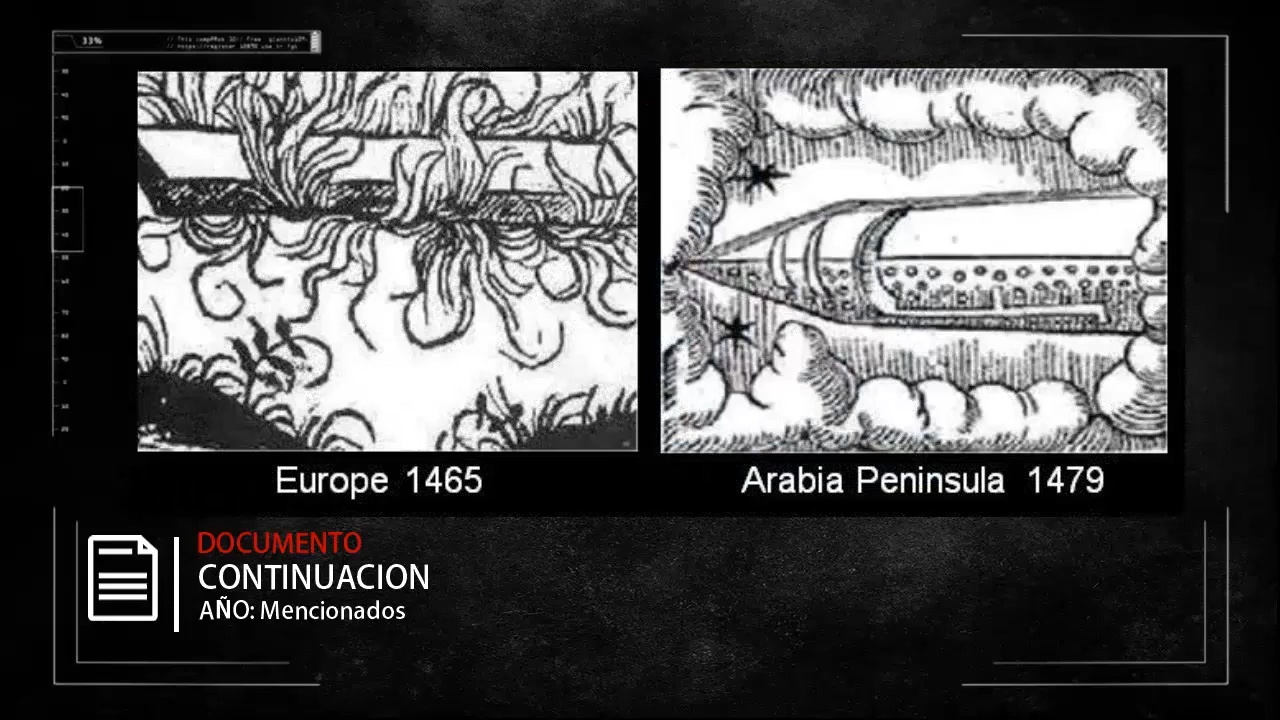 33%
Europe 1465
Arabia Peninsula 1479
DOCUMENTO
CONTINUACION
AÑO: Mencionados